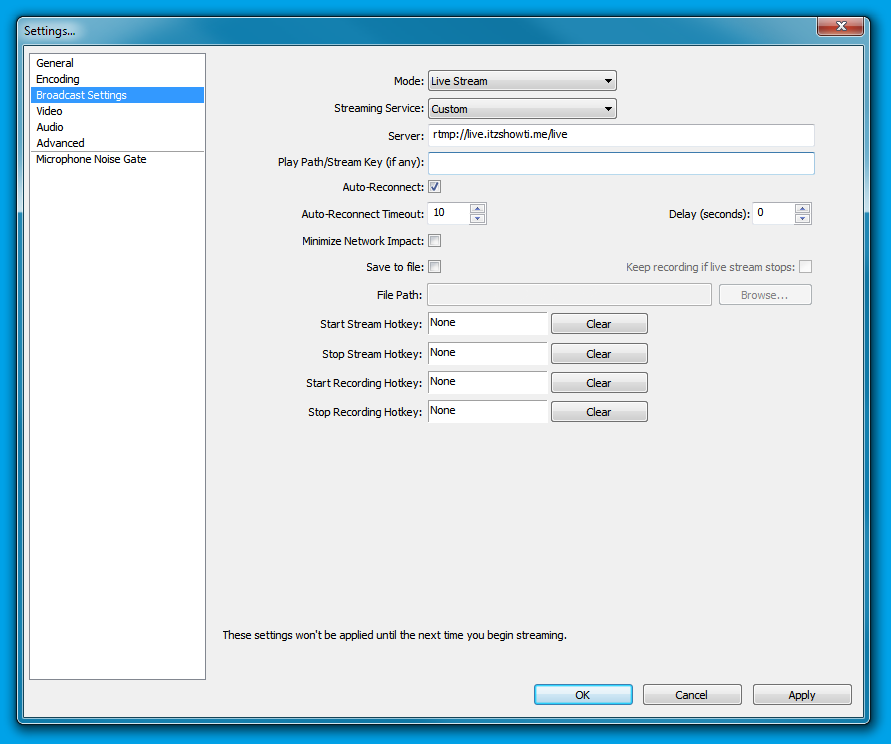 Settings...
General
Encoding
Broadcast Settings
Video
Audio
Advanced
Microphone Noise Gate
Mode: Live Stream
Streaming Service: Custom
Server: rtmp://live.itzshowti.me/live
Play Path/Stream Key (if any):
Auto-Reconnect:
Auto-Reconnect Timeout: 10 Delay (seconds): 0
Minimize Network Impact:
Save to file: Keep recording if live stream stops:
File Path: Browse...
Start Stream Hotkey: None Clear
Stop Stream Hotkey: None Clear
Start Recording Hotkey: None Clear
Stop Recording Hotkey: None Clear
These settings won't be applied until the next time you begin streaming.
OK Cancel Apply